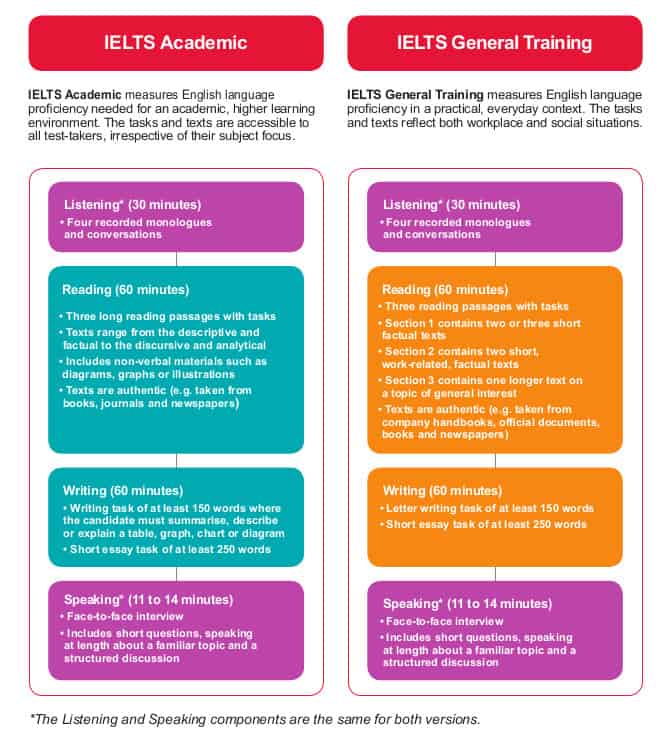 IELTS Academic
IELTS Academic measures English language
proficiency needed for an academic, higher learning
environment. The tasks and texts are accessible to
all test-takers, irrespective of their subject focus.
Listening* (30 minutes)
• Four recorded monologues
and conversations
Reading (60 minutes)
• Three long reading passages with tasks
• Texts range from the descriptive and
factual to the discursive and analytical
• Includes non-verbal materials such as
diagrams, graphs or illustrations
• Texts are authentic (e.g. taken from
books, journals and newspapers)
Writing (60 minutes)
• Writing task of at least 150 words where
the candidate must summarise, describe
or explain a table, graph, chart or diagram
• Short essay task of at least 250 words
Speaking* (11 to 14 minutes)
• Face-to-face interview
• Includes short questions, speaking
at length about a familiar topic and a
structured discussion
IELTS General Training
IELTS General Training measures English language
proficiency in a practical, everyday context. The tasks
and texts reflect both workplace and social situations.
Listening* (30 minutes)
• Four recorded monologues
and conversations
Reading (60 minutes)
• Three reading passages with tasks
• Section 1 contains two or three short
factual texts
• Section 2 contains two short,
work-related, factual texts
• Section 3 contains one longer text on
a topic of general interest
• Texts are authentic (e.g. taken from
company handbooks, official documents,
books and newspapers)
Writing (60 minutes)
• Letter writing task of at least 150 words
• Short essay task of at least 250 words
Speaking* (11 to 14 minutes)
• Face-to-face interview
• Includes short questions, speaking
at length about a familiar topic and a
structured discussion
*The Listening and Speaking components are the same for both versions.